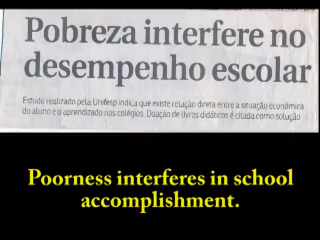 Pobreza interfere no
desempenho escolar
Estudo realizado pela Unifesp indica que existe relação direta entre a situação econômica
do aluno e o aprendizado nos colégios. Doação de livros didáticos é citada como solução
Poorness interferes in school
accomplishment.